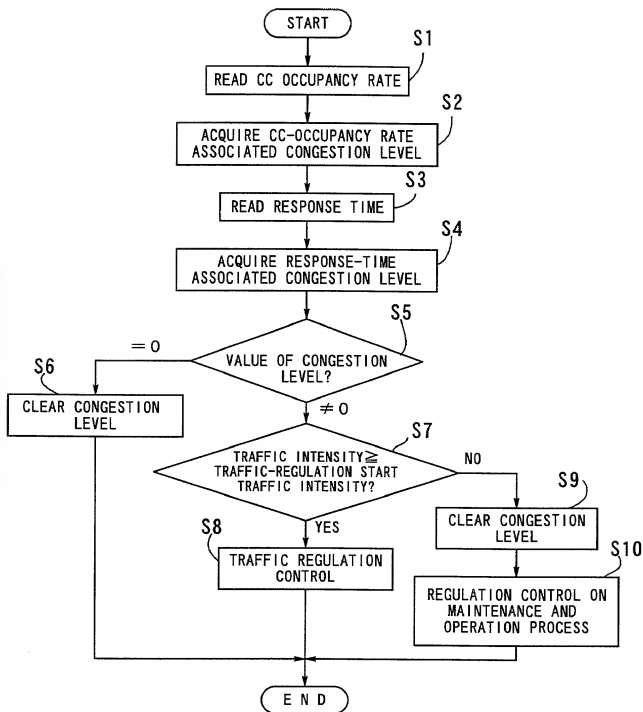 START
S1
READ CC OCCUPANCY RATE
S2
ACQUIRE CC-OCCUPANCY RATE
ASSOCIATED CONGESTION LEVEL
S3
READ RESPONSE TIME
S4
ACQUIRE RESPONSE-TIME
ASSOCIATED CONGESTION LEVEL
S5
=0
VALUE OF CONGESTION
LEVEL?
S6
CLEAR CONGESTION
LEVEL
≠0
S7
TRAFFIC INTENSITY≧
TRAFFIC-REGULATION START
TRAFFIC INTENSITY?
NO
YES
S8
TRAFFIC REGULATION
CONTROL
S9
CLEAR CONGESTION
LEVEL
S10
REGULATION CONTROL ON
MAINTENANCE AND
OPERATION PROCESS
END